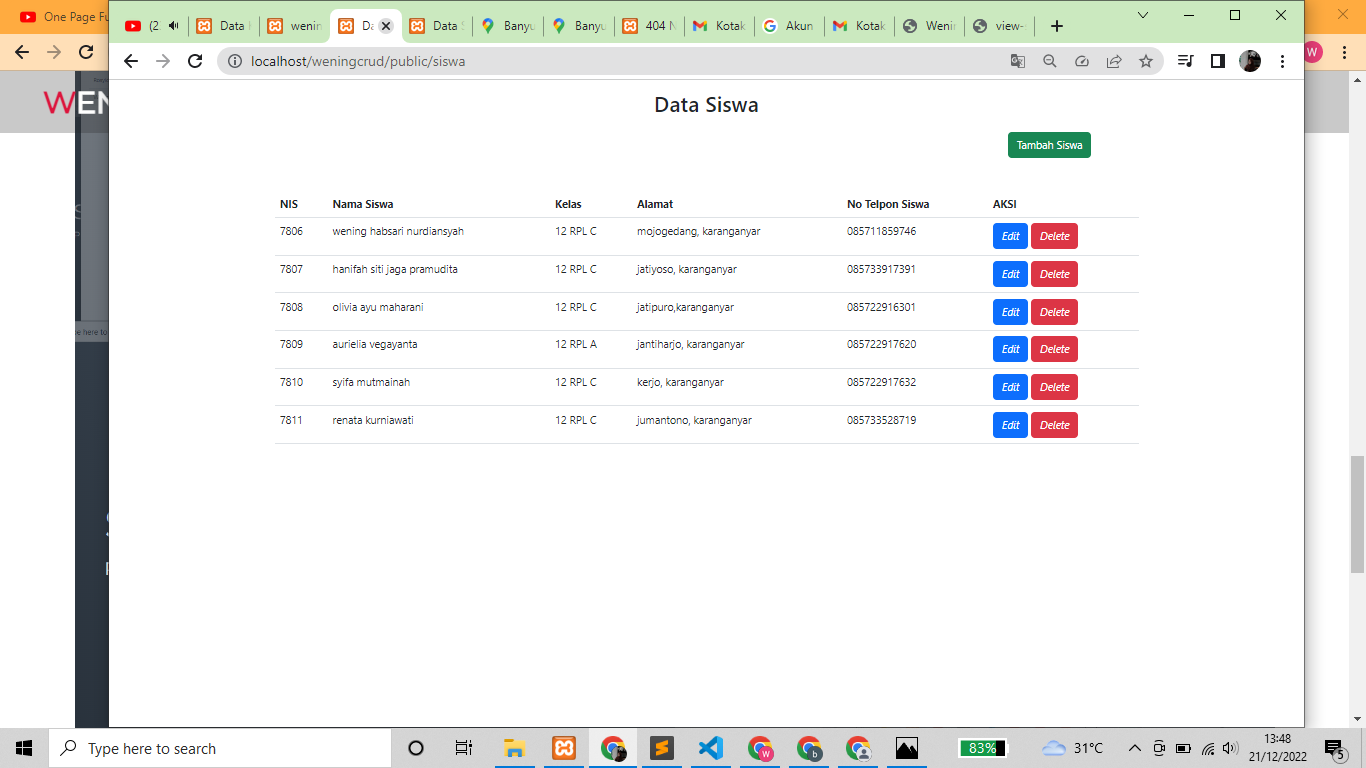 One Page Fu
(2
Data
wening
Da
Data S
Banyu
Banyu
404 N
Kotak
Akun
Kotak
Wenin
view-
localhost/weningcrud/public/siswa
WEN
Data Siswa
Tambah Siswa
NIS Nama Siswa Kelas Alamat No Telpon Siswa AKSI
7806 wening habsari nurdiansyah 12 RPL C mojogedang, karanganyar 085711859746 Edit Delete
7807 hanifah siti jaga pramudita 12 RPL C jatiyoso, karanganyar 085733917391 Edit Delete
7808 olivia ayu maharani 12 RPL C jatipuro,karanganyar 085722916301 Edit Delete
7809 aurielia vegayanta 12 RPL A jantiharjo, karanganyar 085722917620 Edit Delete
7810 syifa mutmainah 12 RPL C kerjo, karanganyar 085722917632 Edit Delete
7811 renata kurniawati 12 RPL C jumantono, karanganyar 085733528719 Edit Delete
e here to
Type here to search
83%
31°C
13:48
21/12/2022
5